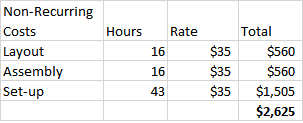 Non-Recurring
Costs Hours Rate Total
Layout 16 $35 $560
Assembly 16 $35 $560
Set-up 43 $35 $1,505
$2,625